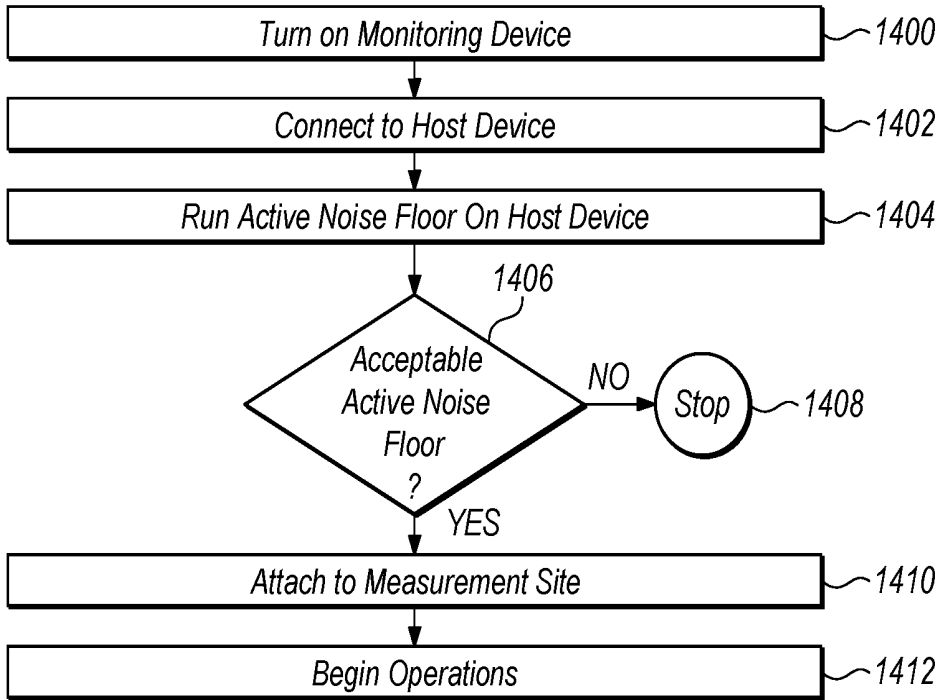 Turn on Monitoring Device
1400
Connect to Host Device
1402
Run Active Noise Floor On Host Device
1404
1406
Acceptable
Active Noise
Floor
?
NO
Stop
1408
YES
Attach to Measurement Site
1410
Begin Operations
1412